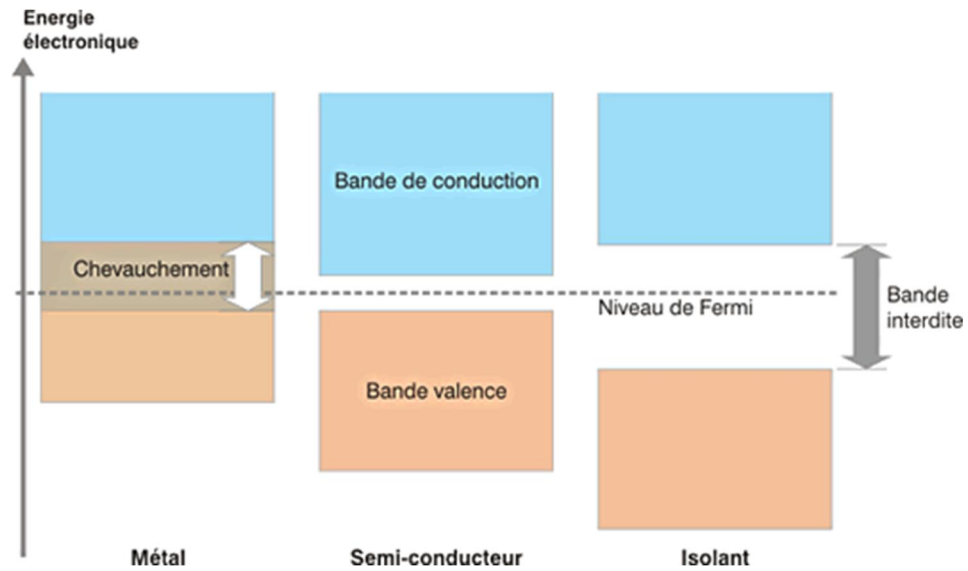 Energie
électronique
Bande de conduction
Chevauchement
Niveau de Fermi
Bande
interdite
Bande valence
Métal
Semi-conducteur
Isolant